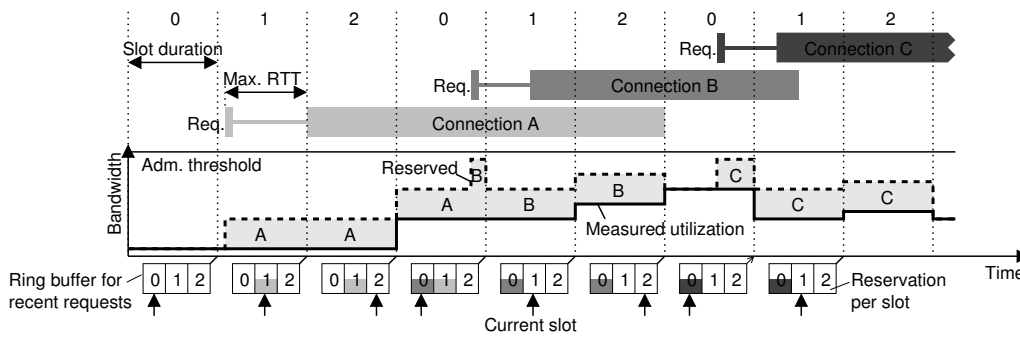 0 1 2 0 1 2 0 1 2
Slot duration
Req. Connection C
Max. RTT
Req. Connection B
Req. Connection A
Adm. threshold
Reserved
Bandwidth
B C
A A A B B C C
Measured utilization
Time
Ring buffer for recent requests
0 1 2 0 1 2 0 1 2 0 1 2 0 1 2 0 1 2 0 1 2 0 1 2
Reservation per slot
Current slot